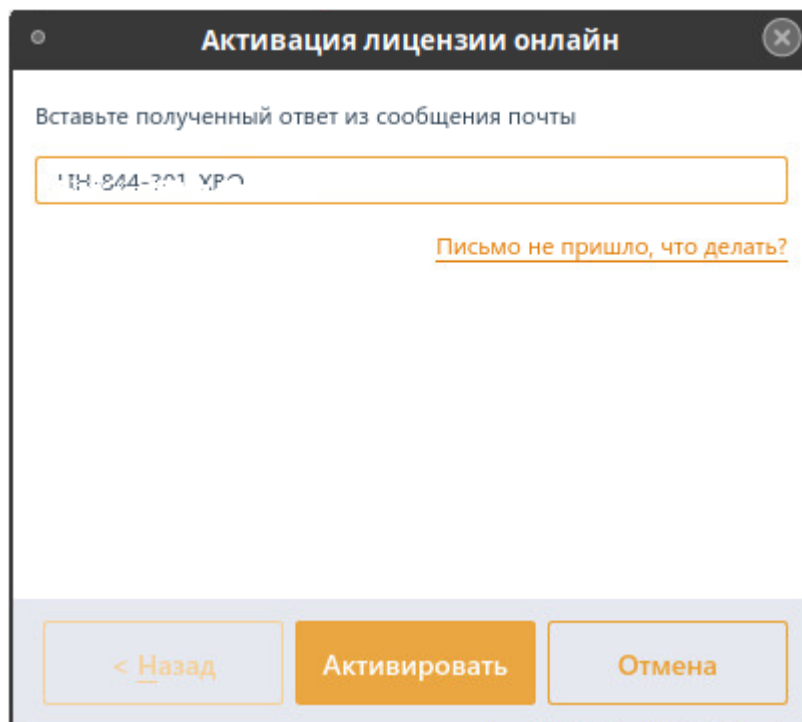 Активация лицензии онлайн
Вставьте полученный ответ из сообщения почты
Письмо не пришло, что делать?
< Назад
Активировать
Отмена